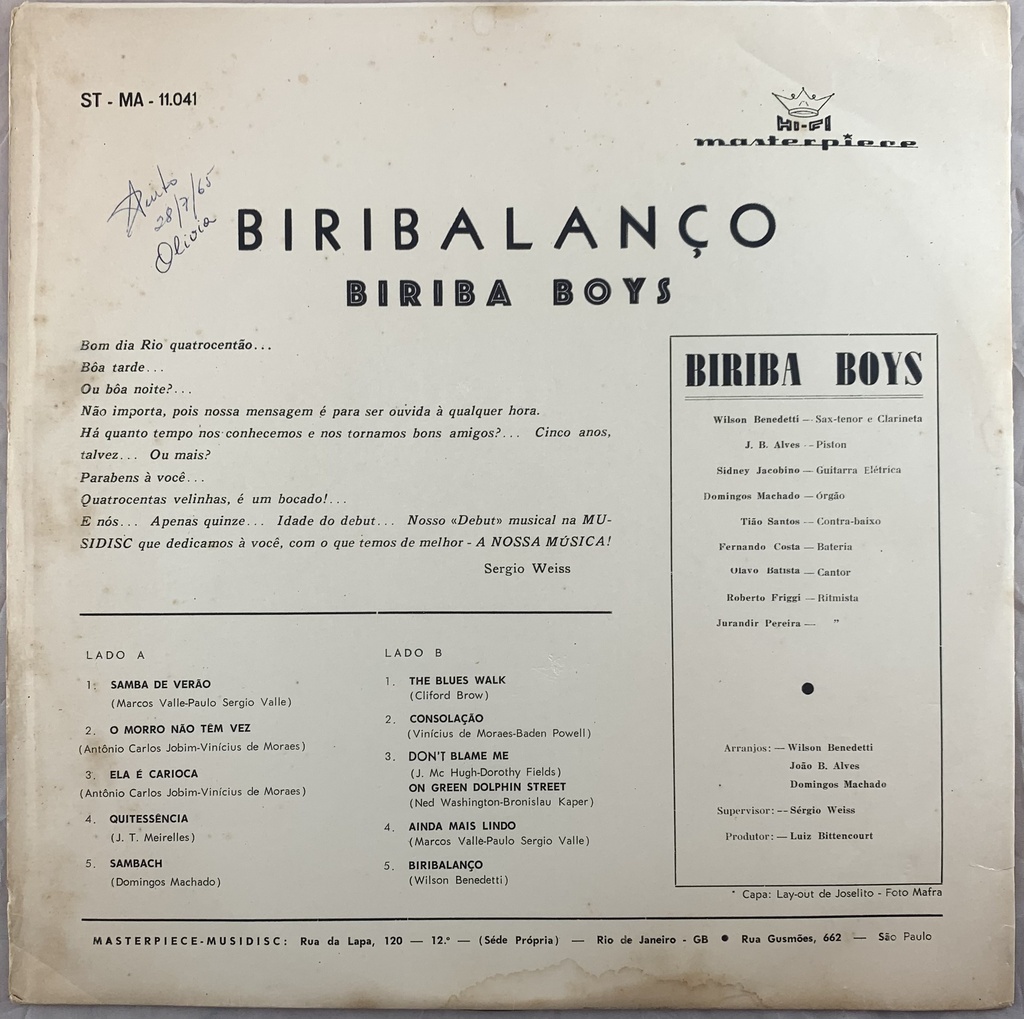 ST - MA - 11.041
HI-FI
masterpiece
28/7/65
Olivia
BIRIBALANÇO
BIRIBA BOYS
Bom dia Rio quatrocentão...
Bôa tarde...
Ou bôa noite?...
Não importa, pois nossa mensagem é para ser ouvida à qualquer hora.
Há quanto tempo nos conhecemos e nos tornamos bons amigos?... Cinco anos,
talvez... Ou mais?
Parabens à você...
Quatrocentas velinhas, é um bocado!...
E nós... Apenas quinze... Idade do debut... Nosso «Debut» musical na MU-
SIDISC que dedicamos à você, com o que temos de melhor - A NOSSA MÚSICA!
Sergio Weiss
LADO A
1. SAMBA DE VERÃO
(Marcos Valle-Paulo Sergio Valle)
2. O MORRO NÃO TÊM VEZ
(Antônio Carlos Jobim-Vinícius de Moraes)
3. ELA É CARIOCA
(Antônio Carlos Jobim-Vinícius de Moraes)
4. QUITESSÊNCIA
(J. T. Meirelles)
5. SAMBACH
(Domingos Machado)
LADO B
1. THE BLUES WALK
(Cliford Brow)
2. CONSOLAÇÃO
(Vinícius de Moraes-Baden Powell)
3. DON'T BLAME ME
(J. Mc Hugh-Dorothy Fields)
ON GREEN DOLPHIN STREET
(Ned Washington-Bronislau Kaper)
4. AINDA MAIS LINDO
(Marcos Valle-Paulo Sergio Valle)
5. BIRIBALANÇO
(Wilson Benedetti)
BIRIBA BOYS
Wilson Benedetti — Sax-tenor e Clarineta
J. B. Alves — Piston
Sidney Jacobino — Guitarra Elétrica
Domingos Machado — órgão
Tião Santos — Contra-baixo
Fernando Costa — Bateria
Olavo Batista — Cantor
Roberto Friggi — Ritmista
Jurandir Pereira — ”
Arranjos: — Wilson Benedetti
João B. Alves
Domingos Machado
Supervisor: — Sérgio Weiss
Produtor: — Luiz Bittencourt
* Capa: Lay-out de Joselito - Foto Mafra
MASTERPIECE-MUSIDISC: Rua da Lapa, 120 — 12.º — (Séde Própria) — Rio de Janeiro - GB ● Rua Gusmões, 662 — São Paulo